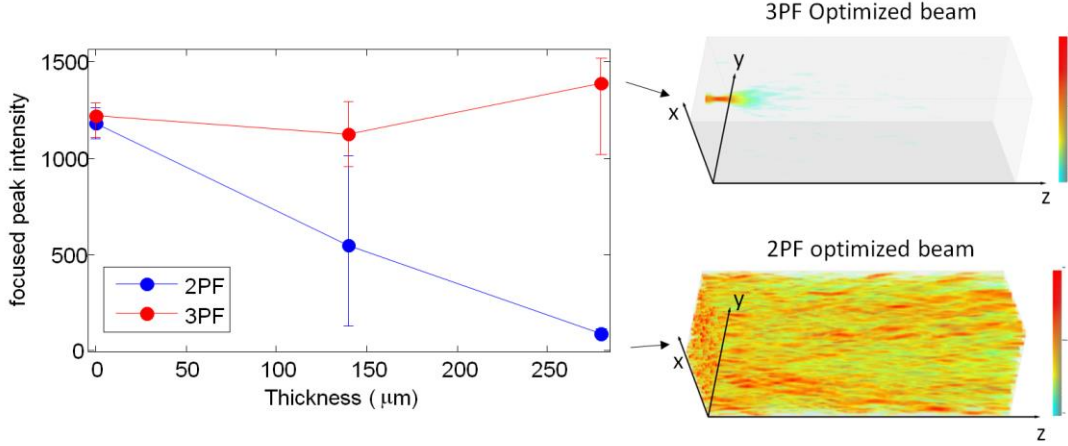 3PF Optimized beam
1500
1000
500
0
focused peak intensity
2PF
3PF
0
50
100
150
200
250
Thickness ( μm)
y
x
z
2PF optimized beam
y
x
z